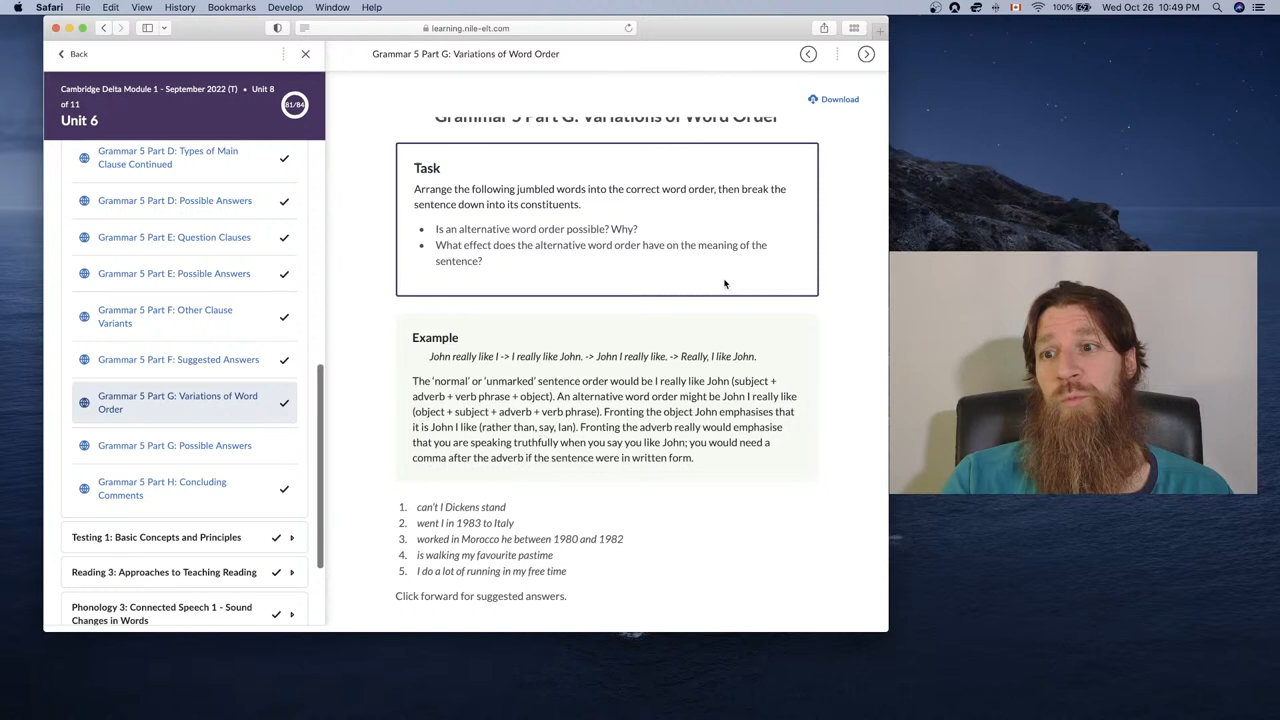 Safari File Edit View History Bookmarks Develop Window Help
100% Wed Oct 26 10:49 PM
learning.nile-elt.com
Back
Grammar 5 Part G: Variations of Word Order
Cambridge Delta Module 1 - September 2022 (T) • Unit 8
of 11
81/84
Unit 6
Grammar 5 Part D: Types of Main
Clause Continued
Grammar 5 Part D: Possible Answers
Grammar 5 Part E: Question Clauses
Grammar 5 Part E: Possible Answers
Grammar 5 Part F: Other Clause
Variants
Grammar 5 Part F: Suggested Answers
Grammar 5 Part G: Variations of Word
Order
Grammar 5 Part G: Possible Answers
Grammar 5 Part H: Concluding
Comments
Testing 1: Basic Concepts and Principles
Reading 3: Approaches to Teaching Reading
Phonology 3: Connected Speech 1 - Sound
Changes in Words
Download
Grammar 5 Part G: Variations of Word Order
Task
Arrange the following jumbled words into the correct word order, then break the
sentence down into its constituents.
• Is an alternative word order possible? Why?
• What effect does the alternative word order have on the meaning of the
sentence?
Example
John really like I -> I really like John. -> John I really like. -> Really, I like John.
The 'normal' or 'unmarked' sentence order would be I really like John (subject +
adverb + verb phrase + object). An alternative word order might be John I really like
(object + subject + adverb + verb phrase). Fronting the object John emphasises that
it is John I like (rather than, say, Ian). Fronting the adverb really would emphasise
that you are speaking truthfully when you say you like John; you would need a
comma after the adverb if the sentence were in written form.
1. can't I Dickens stand
2. went I in 1983 to Italy
3. worked in Morocco he between 1980 and 1982
4. is walking my favourite pastime
5. I do a lot of running in my free time
Click forward for suggested answers.